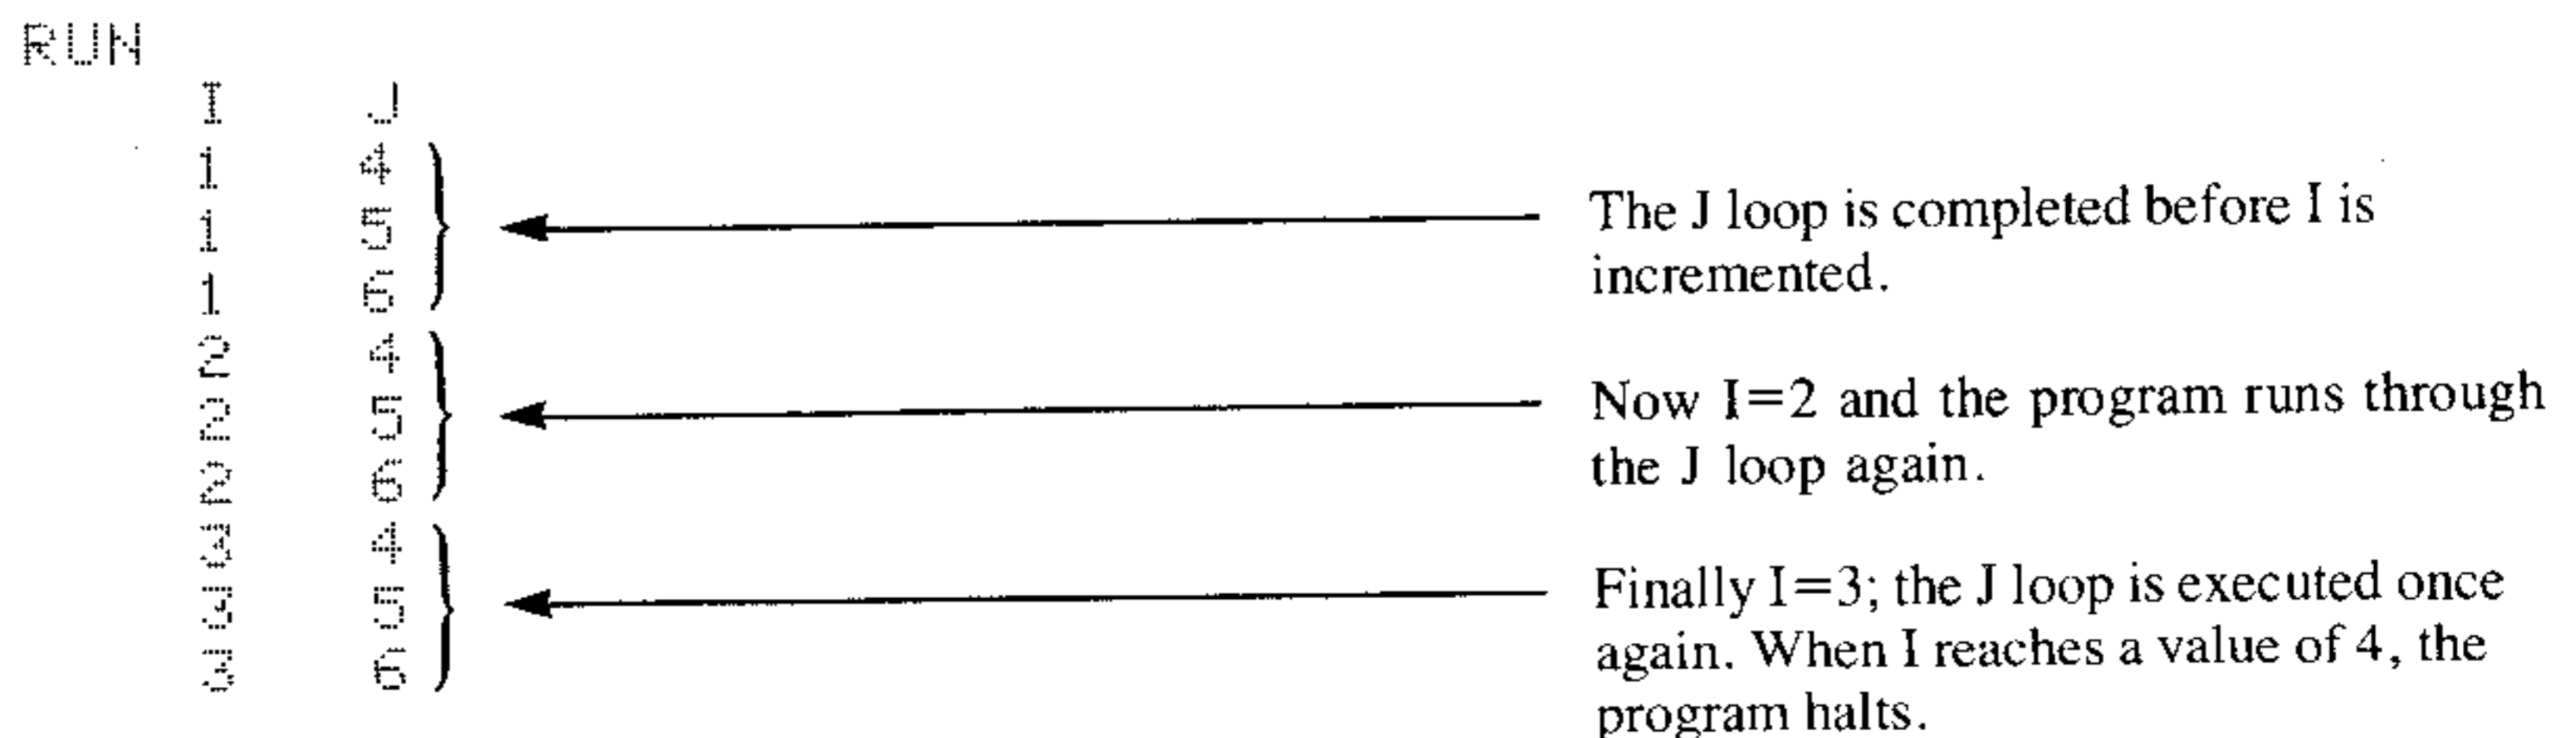 RUN
I J
1 4
1 5
1 6
2 4
2 5
2 6
3 4
3 5
3 6
The J loop is completed before I is
incremented.
Now I=2 and the program runs through
the J loop again.
Finally I=3; the J loop is executed once
again. When I reaches a value of 4, the
program halts.